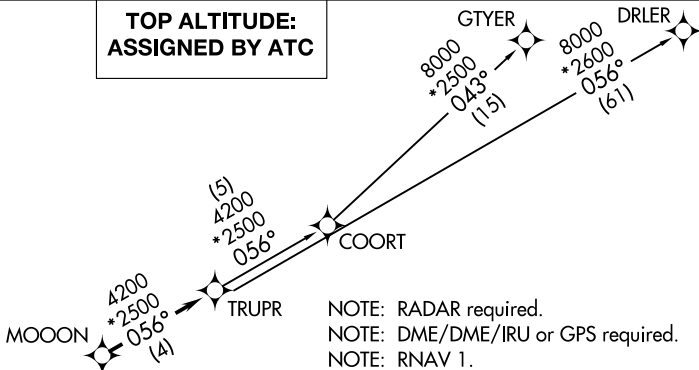 TOP ALTITUDE:
ASSIGNED BY ATC
GTYER
8000
*2500
043°
(15)
DRLER
8000
*2600
056°
(61)
(5)
4200
*2500
056°
COORT
4200
*2500
056°
(4)
TRUPR
MOOON
NOTE: RADAR required.
NOTE: DME/DME/IRU or GPS required.
NOTE: RNAV 1.